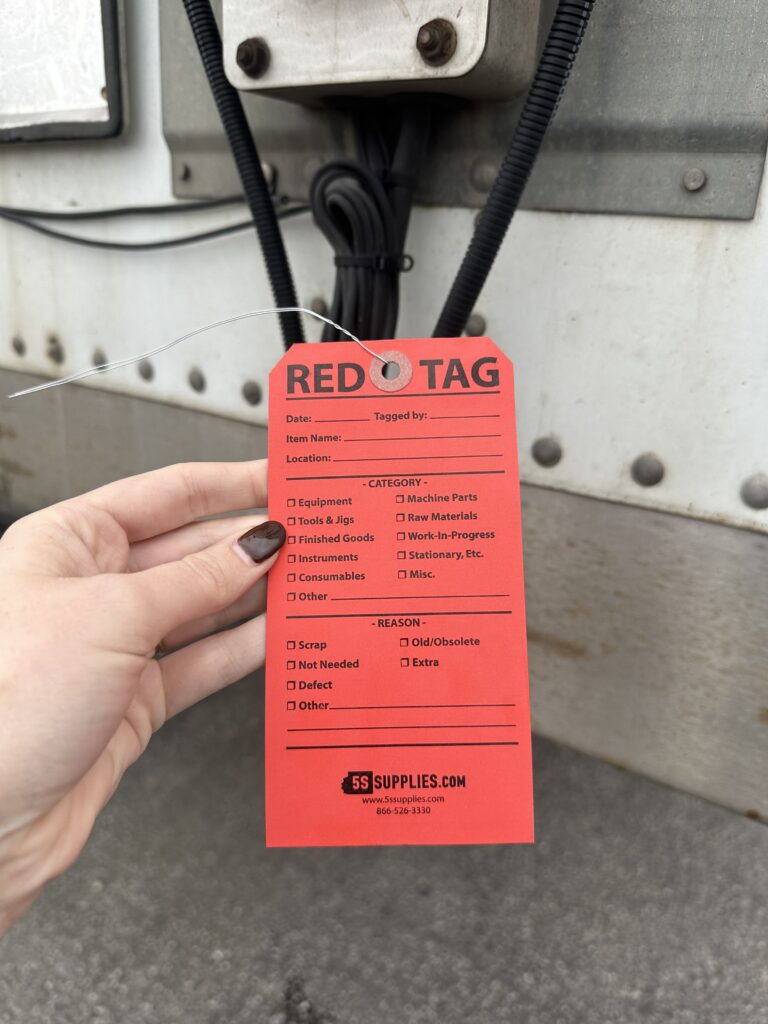 RED TAG
Date: Tagged by:
Item Name:
Location:
- CATEGORY -
Equipment Machine Parts
Tools & Jigs Raw Materials
Finished Goods Work-In-Progress
Instruments Stationary, Etc.
Consumables Misc.
Other
- REASON -
Scrap Old/Obsolete
Not Needed Extra
Defect
Other
5S SUPPLIES.COM
www.5ssupplies.com
866-526-3330